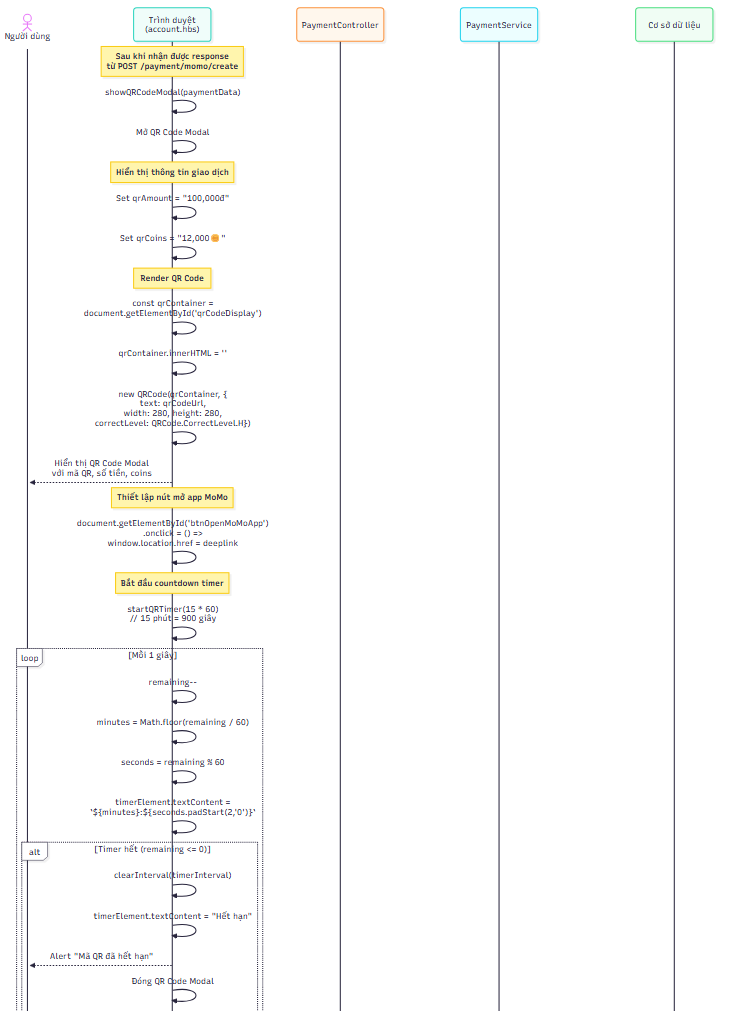 Người dùng
Trình duyệt
(account.hbs)
PaymentController
PaymentService
Cơ sở dữ liệu
Sau khi nhận được response
từ POST /payment/momo/create
showQRCodeModal(paymentData)
Mở QR Code Modal
Hiển thị thông tin giao dịch
Set qrAmount = "100,000đ"
Set qrCoins = "12,000🪙"
Render QR Code
const qrContainer =
document.getElementById('qrCodeDisplay')
qrContainer.innerHTML = ''
new QRCode(qrContainer, {
text: qrCodeUrl,
width: 280, height: 280,
correctLevel: QRCode.CorrectLevel.H})
Hiển thị QR Code Modal
với mã QR, số tiền, coins
Thiết lập nút mở app MoMo
document.getElementById('btnOpenMoMoApp')
.onclick = () =>
window.location.href = deeplink
Bắt đầu countdown timer
startQRTimer(15 * 60)
// 15 phút = 900 giây
loop
[Mỗi 1 giây]
remaining--
minutes = Math.floor(remaining / 60)
seconds = remaining % 60
timerElement.textContent =
`${minutes}:${seconds.padStart(2,'0')}`
alt
[Timer hết (remaining <= 0)]
clearInterval(timerInterval)
timerElement.textContent = "Hết hạn"
Alert "Mã QR đã hết hạn"
Đóng QR Code Modal